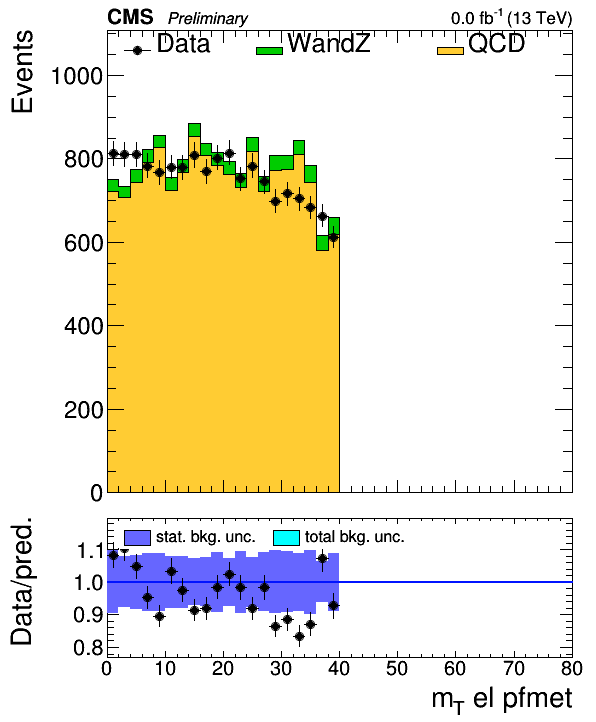 CMS Preliminary 0.0 fb-1 (13 TeV)
Data WandZ QCD
Events
1000
800
600
400
200
0
stat. bkg. unc. total bkg. unc.
Data/pred.
1.1
1.0
0.9
0.8
0 10 20 30 40 50 60 70 80
mT el pfmet